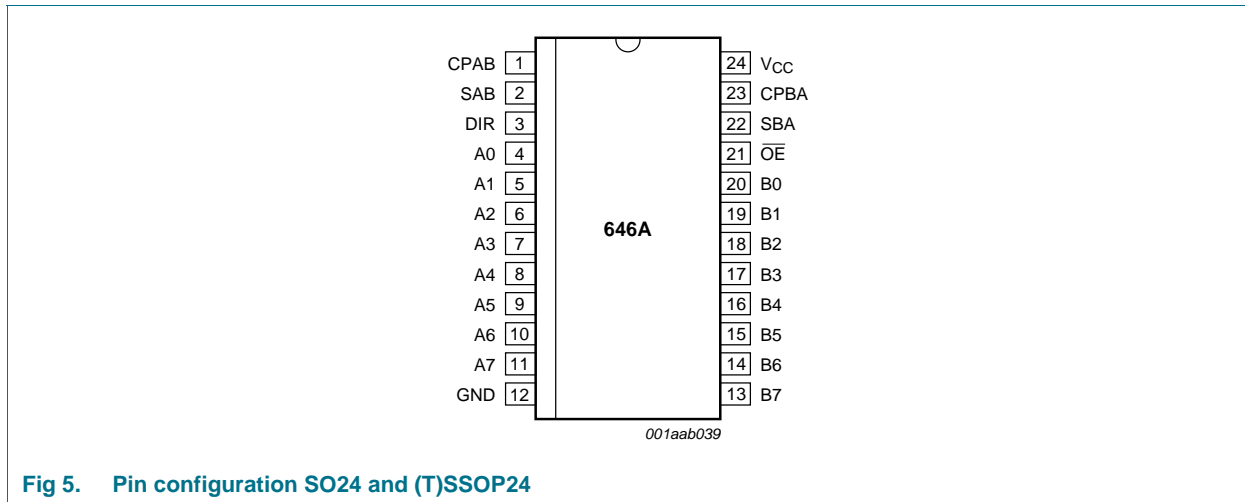 CPAB 1 24 VCC
SAB 2 23 CPBA
DIR 3 22 SBA
A0 4 21 O̅E̅
A1 5 20 B0
A2 6 19 B1
A3 7 18 B2
646A
A4 8 17 B3
A5 9 16 B4
A6 10 15 B5
A7 11 14 B6
GND 12 13 B7
001aab039
Fig 5. Pin configuration SO24 and (T)SSOP24